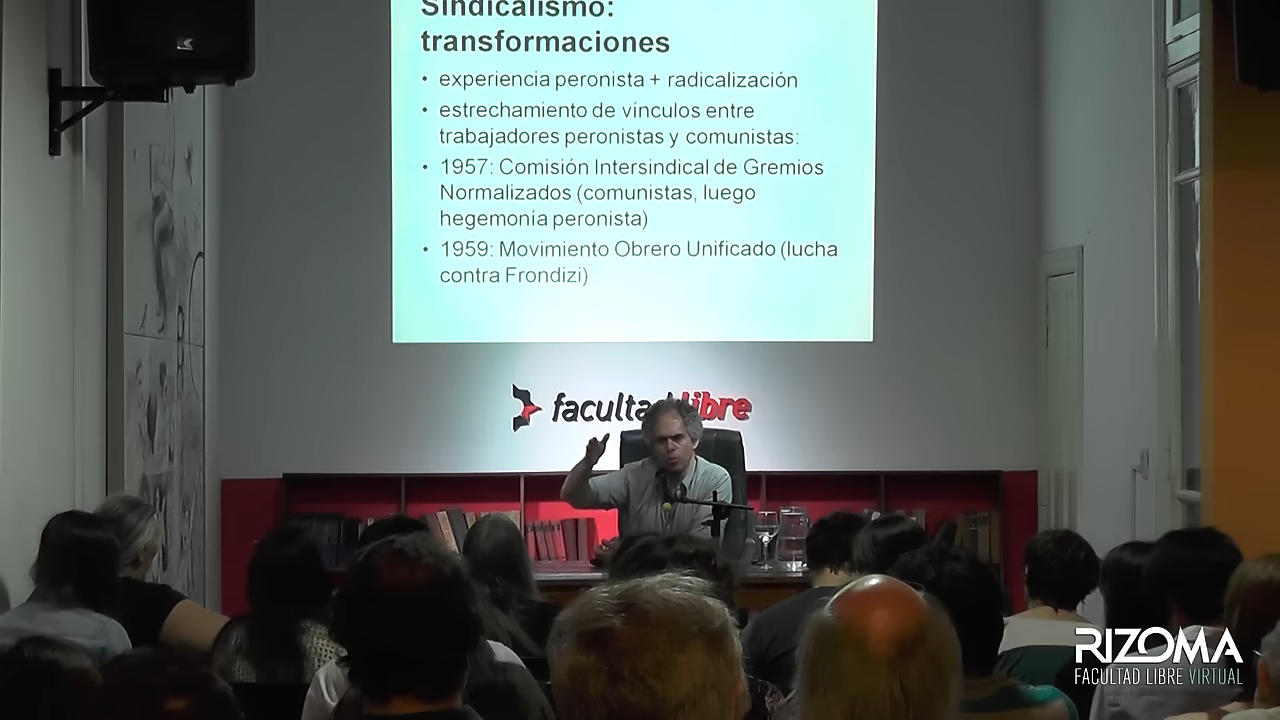 Sindicalismo:
transformaciones
• experiencia peronista + radicalización
• estrechamiento de vínculos entre
trabajadores peronistas y comunistas:
• 1957: Comisión Intersindical de Gremios
Normalizados (comunistas, luego
hegemonía peronista)
• 1959: Movimiento Obrero Unificado (lucha
contra Frondizi)
facultad libre
RIZOMA
FACULTAD LIBRE VIRTUAL